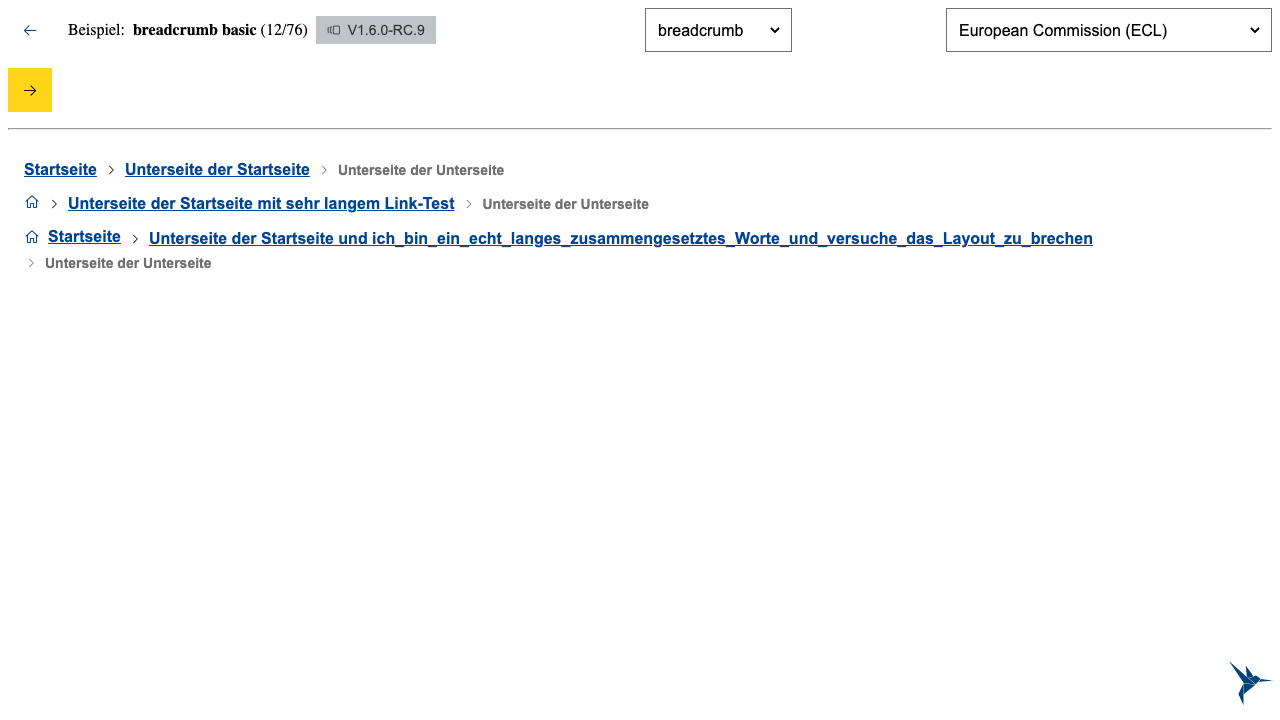 Beispiel: breadcrumb basic (12/76) V1.6.0-RC.9 breadcrumb European Commission (ECL)
Startseite Unterseite der Startseite Unterseite der Unterseite
Unterseite der Startseite mit sehr langem Link-Test Unterseite der Unterseite
Startseite Unterseite der Startseite und ich_bin_ein_echt_langes_zusammengesetztes_Worte_und_versuche_das_Layout_zu_brechen
Unterseite der Unterseite